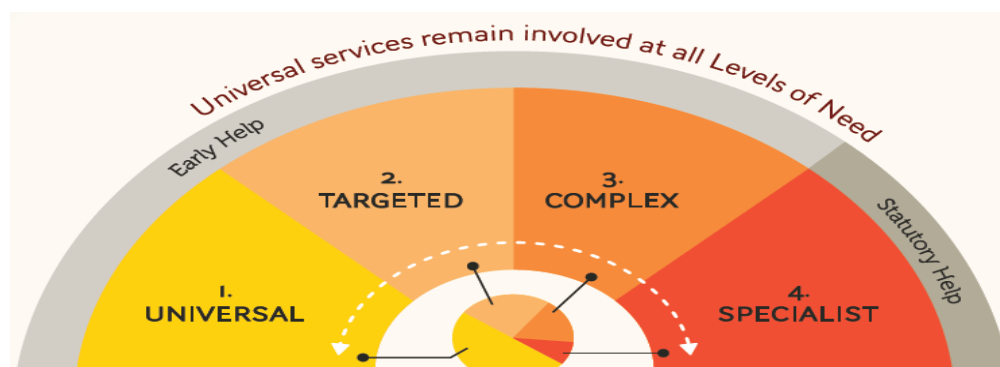 Universal services remain involved at all Levels of Need
Early Help
2.
TARGETED
3.
COMPLEX
Statutory Help
1.
UNIVERSAL
4.
SPECIALIST